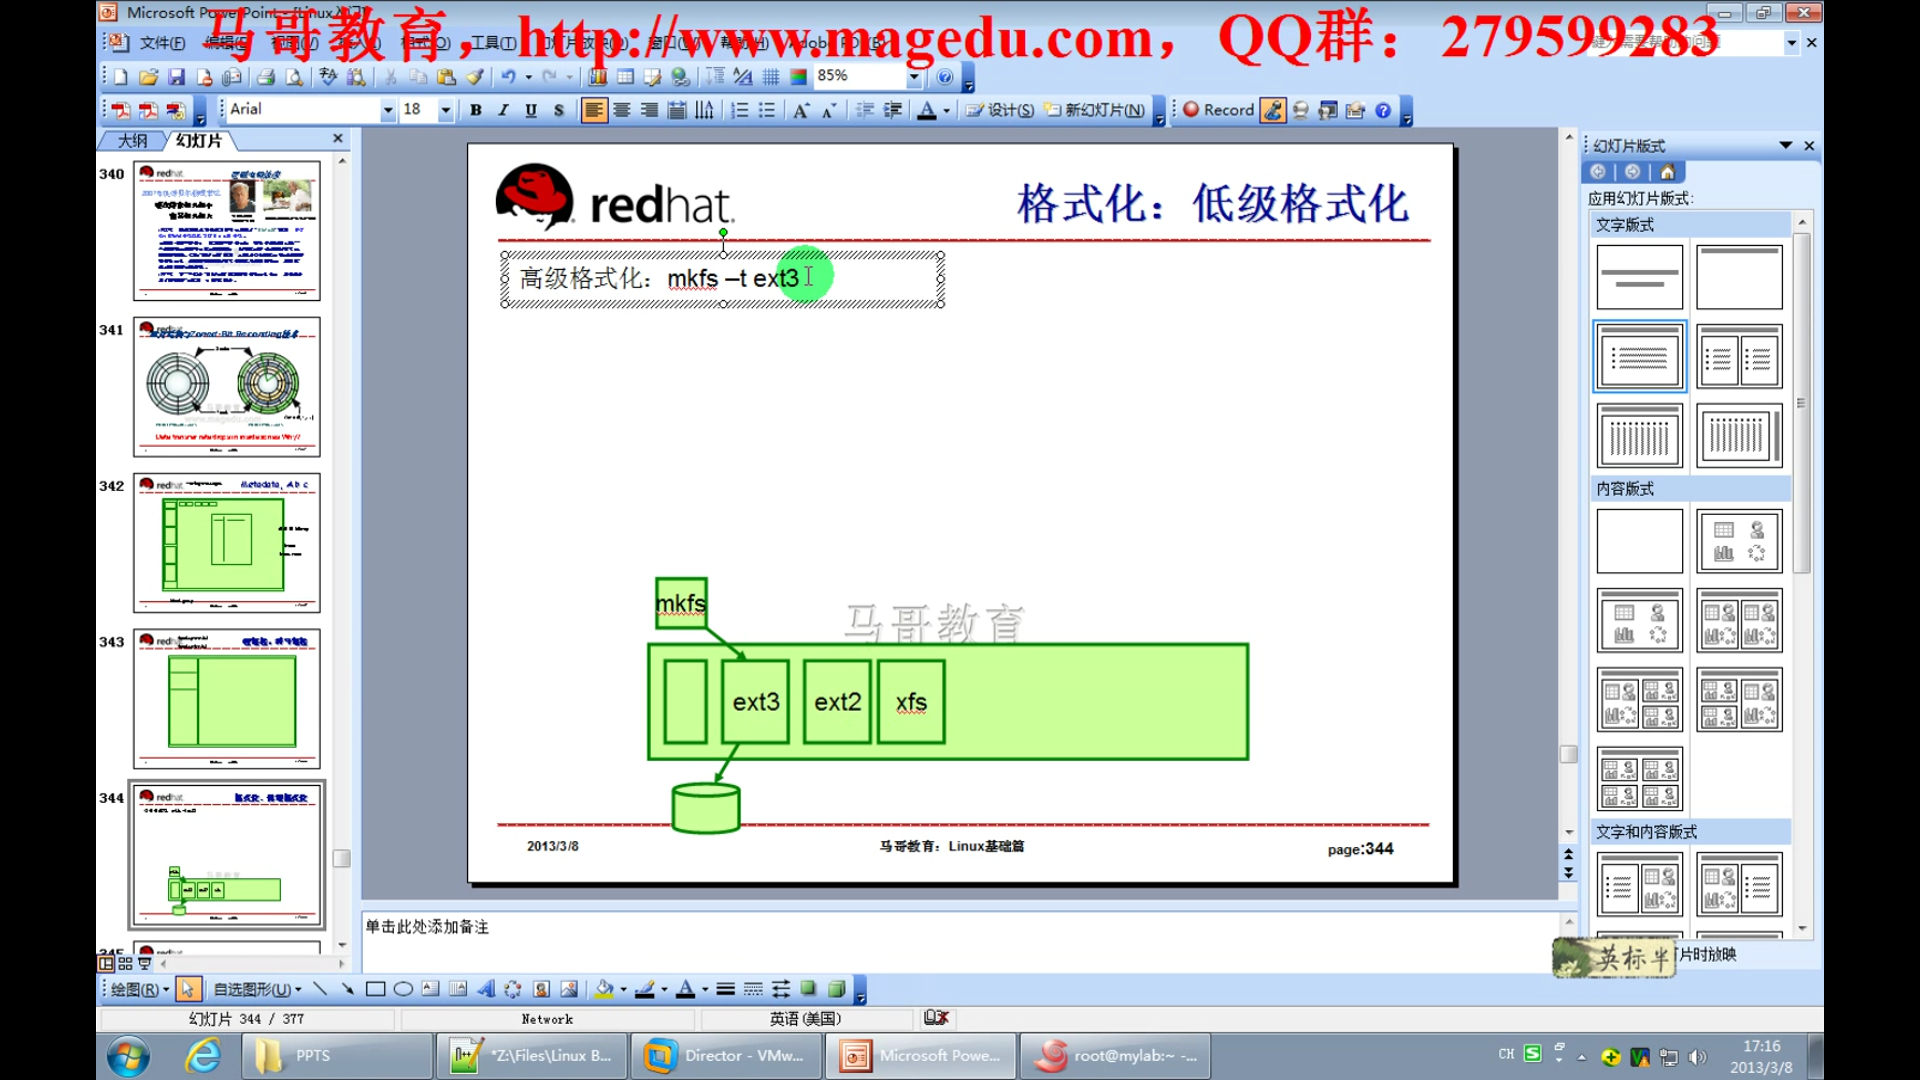 Microsoft PowerPoint - [Linux入门]
马哥教育，http://www.magedu.com，QQ群：279599283
文件(F) 编辑(E) 视图(V) 插入(I) 格式(O) 工具(T) 幻灯片放映(D) 窗口(W) 帮助(H) Adobe PDF(B)
85%
Arial 18 设计(S) 新幻灯片(N) Record
大纲 幻灯片
幻灯片版式
应用幻灯片版式:
文字版式
内容版式
文字和内容版式
片时放映
340
341
342
343
344
345
redhat. 格式化：低级格式化
高级格式化：mkfs –t ext3
mkfs
马哥教育
ext3 ext2 xfs
2013/3/8 马哥教育：Linux基础篇 page:344
单击此处添加备注
英标半
绘图(R) 自选图形(U)
幻灯片 344 / 377 Network 英语(美国)
PPTS *Z:\Files\Linux B... Director - VMw... Microsoft Powe... root@mylab:~ -...
CH 17:16
2013/3/8